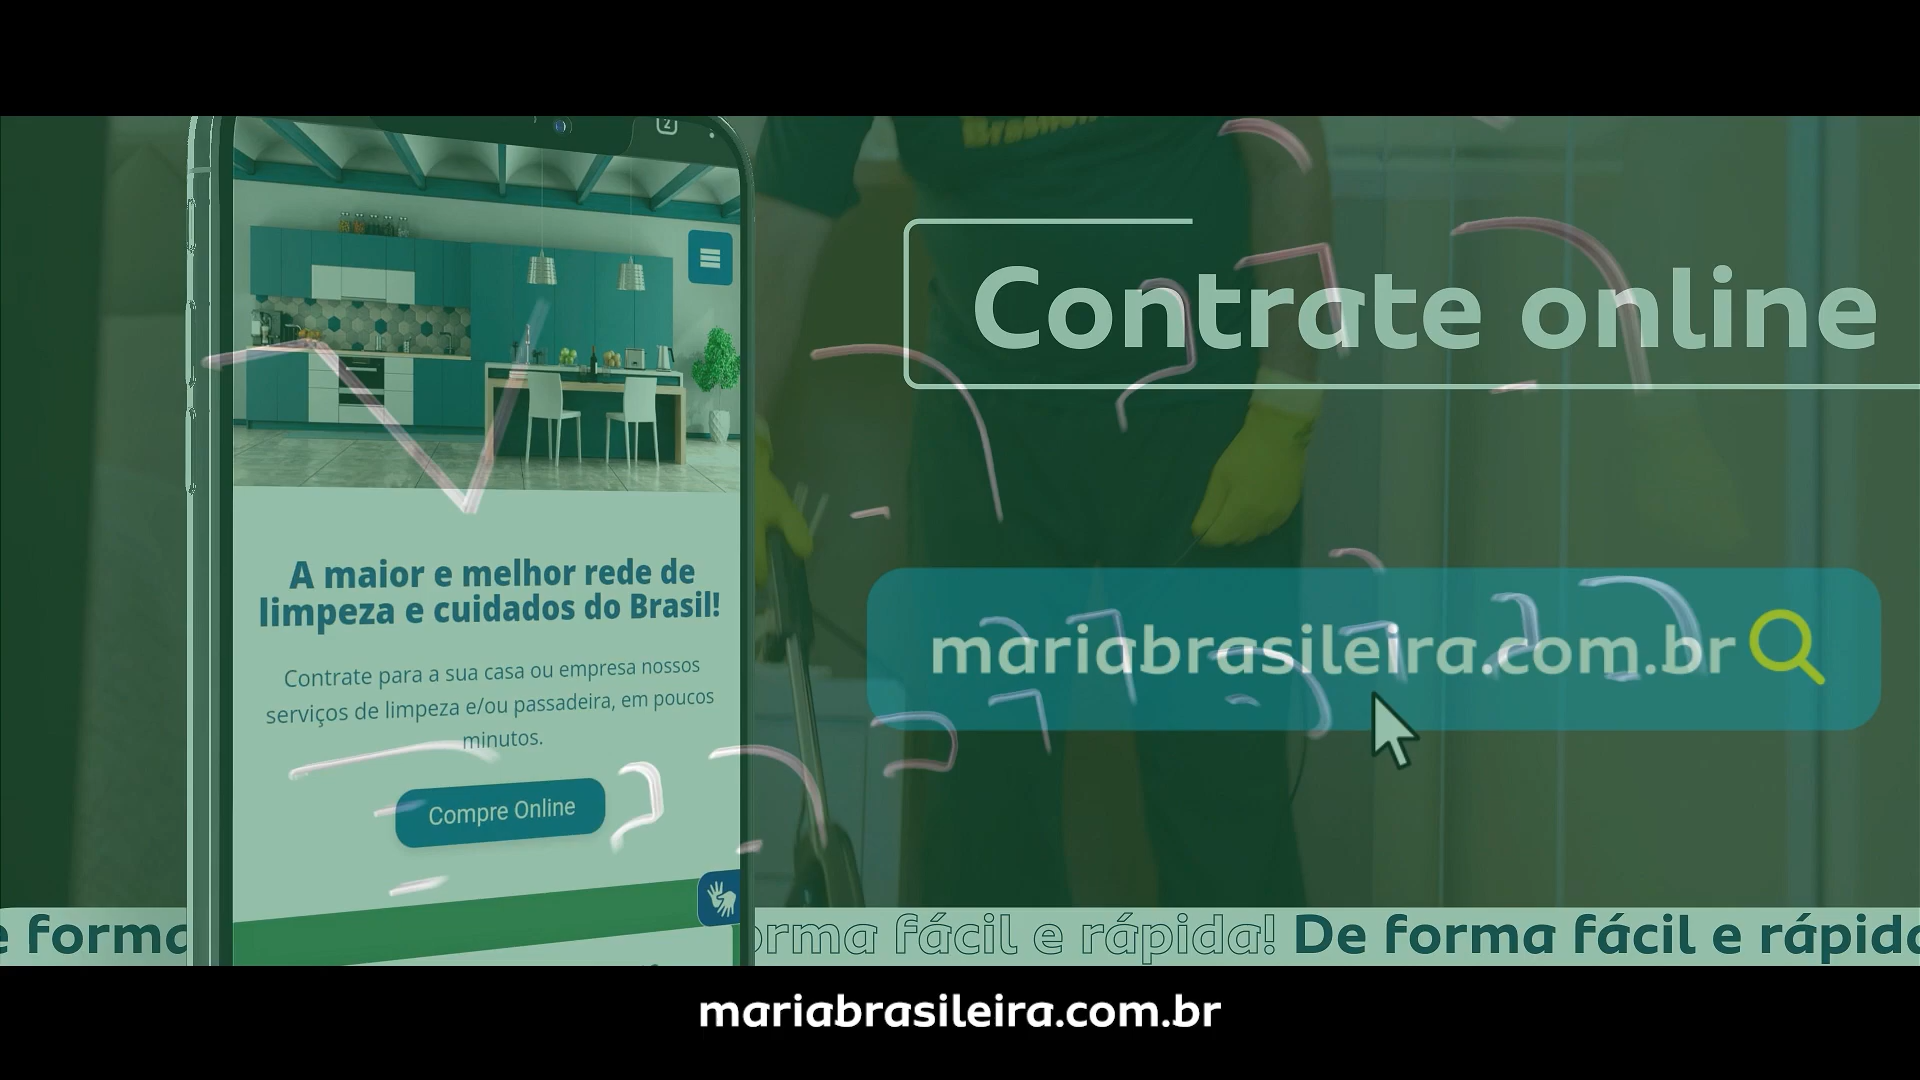 Brasileira
Contrate online
A maior e melhor rede de
limpeza e cuidados do Brasil!
Contrate para a sua casa ou empresa nossos
serviços de limpeza e/ou passadeira, em poucos
minutos.
Compre Online
mariabrasileira.com.br
e forma
orma fácil e rápida! De forma fácil e rápida
mariabrasileira.com.br